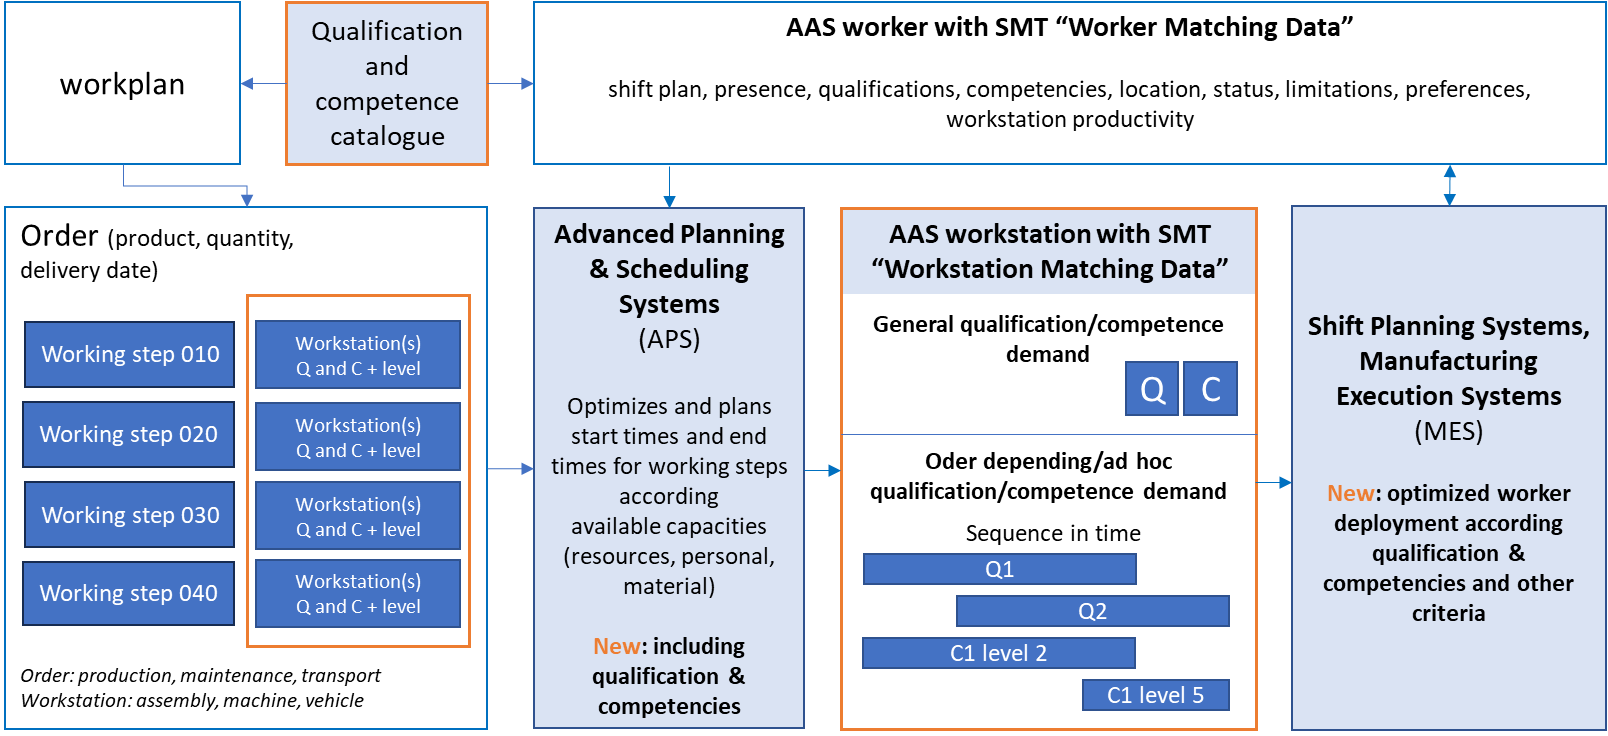 workplan
Qualification
and
competence
catalogue
AAS worker with SMT “Worker Matching Data”
shift plan, presence, qualifications, competencies, location, status, limitations, preferences,
workstation productivity
Order (product, quantity,
delivery date)
Working step 010
Workstation(s)
Q and C + level
Working step 020
Workstation(s)
Q and C + level
Working step 030
Workstation(s)
Q and C + level
Working step 040
Workstation(s)
Q and C + level
Order: production, maintenance, transport
Workstation: assembly, machine, vehicle
Advanced Planning
& Scheduling
Systems
(APS)
Optimizes and plans
start times and end
times for working steps
according
available capacities
(resources, personal,
material)
New: including
qualification &
competencies
AAS workstation with SMT
“Workstation Matching Data”
General qualification/competence
demand
Q C
Oder depending/ad hoc
qualification/competence demand
Sequence in time
Q1
Q2
C1 level 2
C1 level 5
Shift Planning Systems,
Manufacturing
Execution Systems
(MES)
New: optimized worker
deployment according
qualification &
competencies and other
criteria